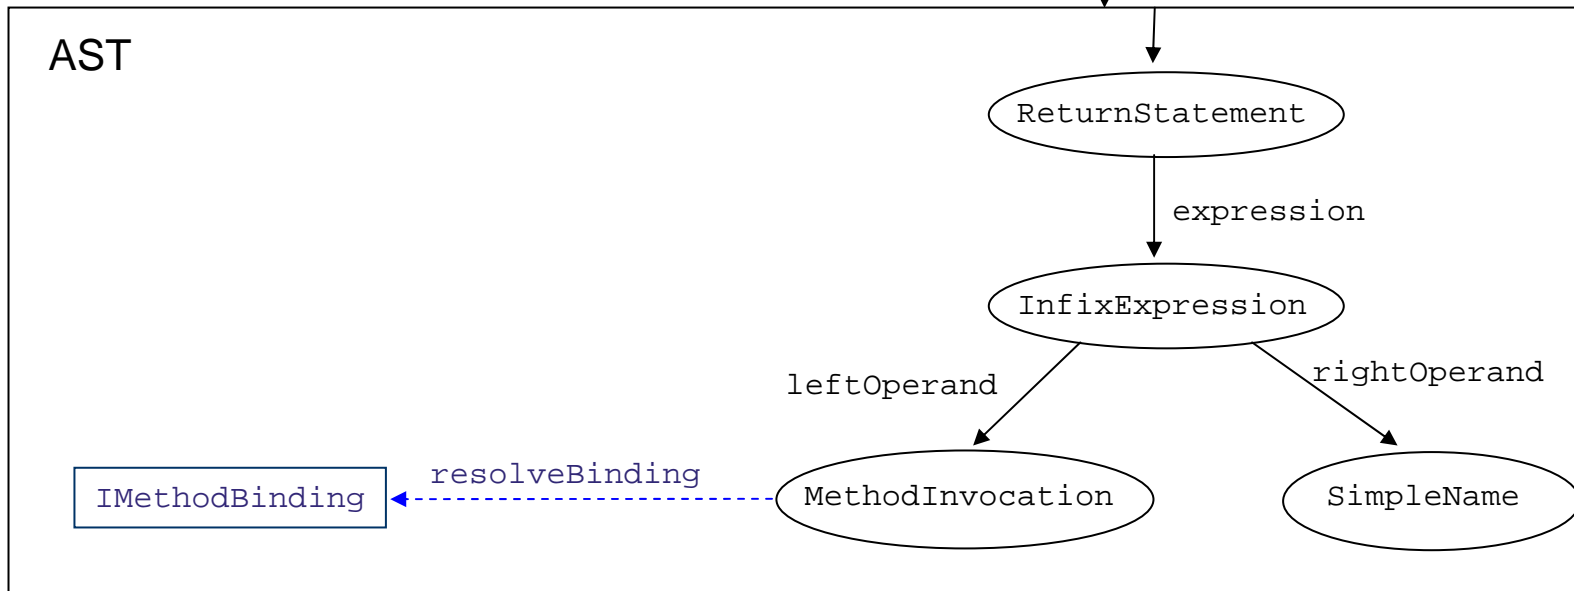 AST
ReturnStatement
expression
InfixExpression
leftOperand
rightOperand
resolveBinding
IMethodBinding
MethodInvocation
SimpleName